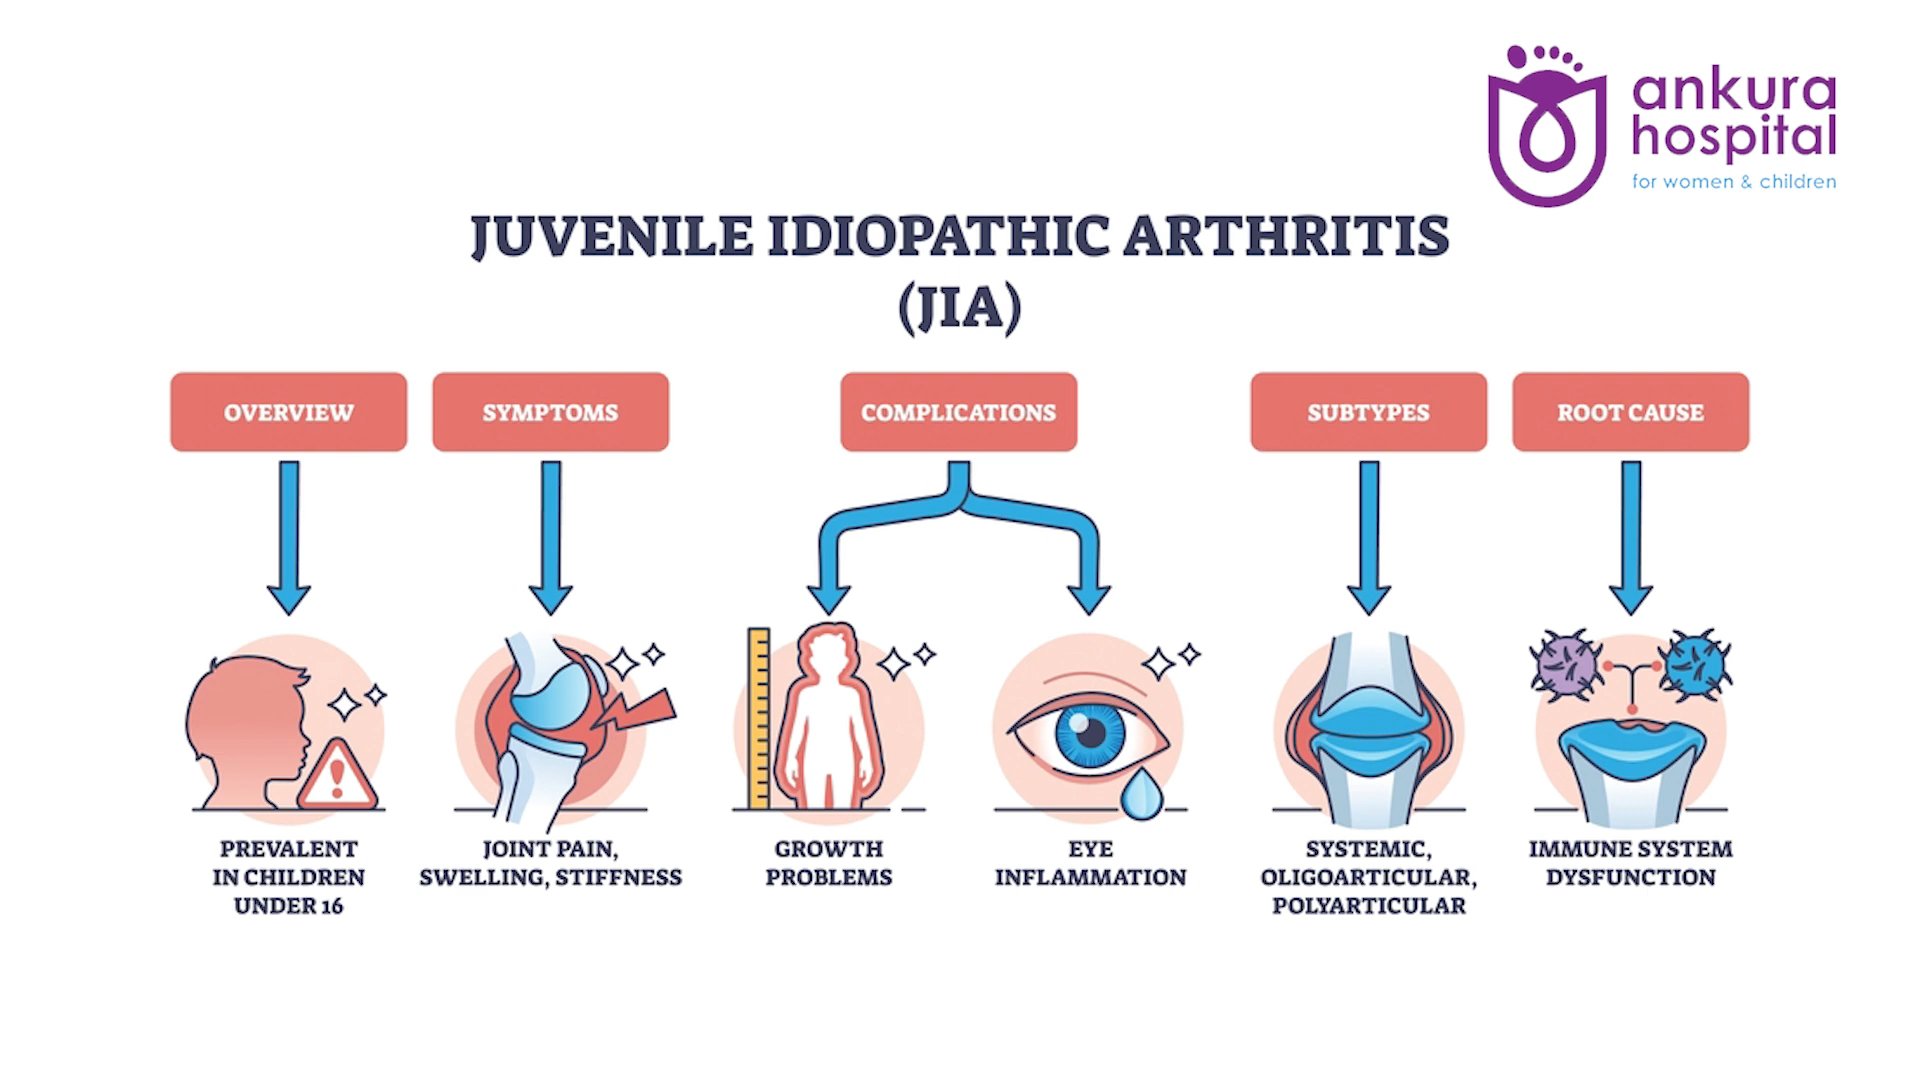 ankura
hospital
for women & children
JUVENILE IDIOPATHIC ARTHRITIS
(JIA)
OVERVIEW
SYMPTOMS
COMPLICATIONS
SUBTYPES
ROOT CAUSE
PREVALENT
IN CHILDREN
UNDER 16
JOINT PAIN,
SWELLING, STIFFNESS
GROWTH
PROBLEMS
EYE
INFLAMMATION
SYSTEMIC,
OLIGOARTICULAR,
POLYARTICULAR
IMMUNE SYSTEM
DYSFUNCTION